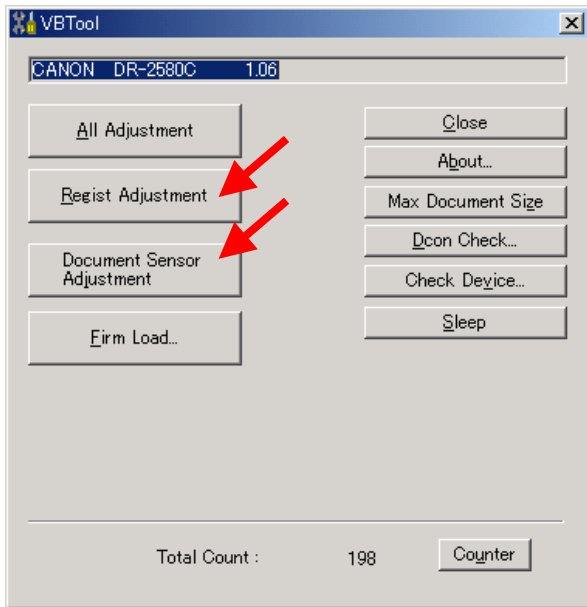 VBTool
CANON DR-2580C 1.06
All Adjustment
Regist Adjustment
Document Sensor
Adjustment
Firm Load...
Close
About...
Max Document Size
Dcon Check...
Check Device...
Sleep
Total Count : 198 Counter